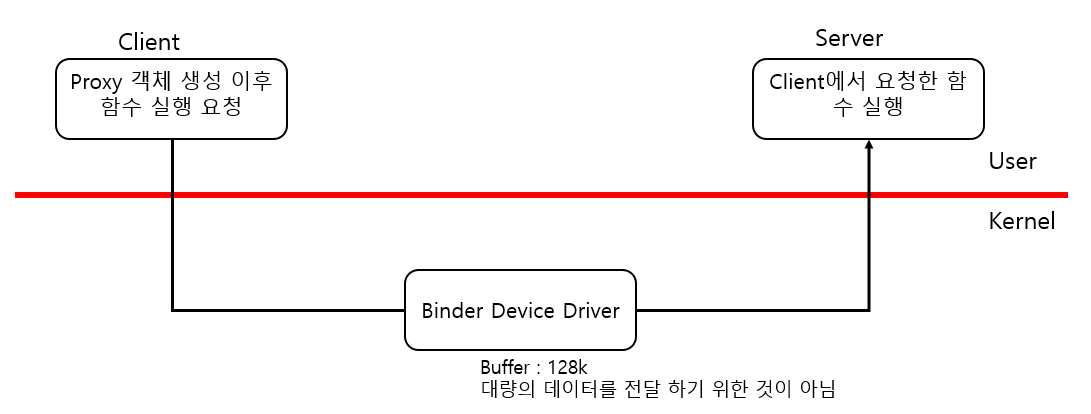 Client
Server
Proxy 객체 생성 이후
함수 실행 요청
Client에서 요청한 함
수 실행
User
Kernel
Binder Device Driver
Buffer : 128k
대량의 데이터를 전달 하기 위한 것이 아님